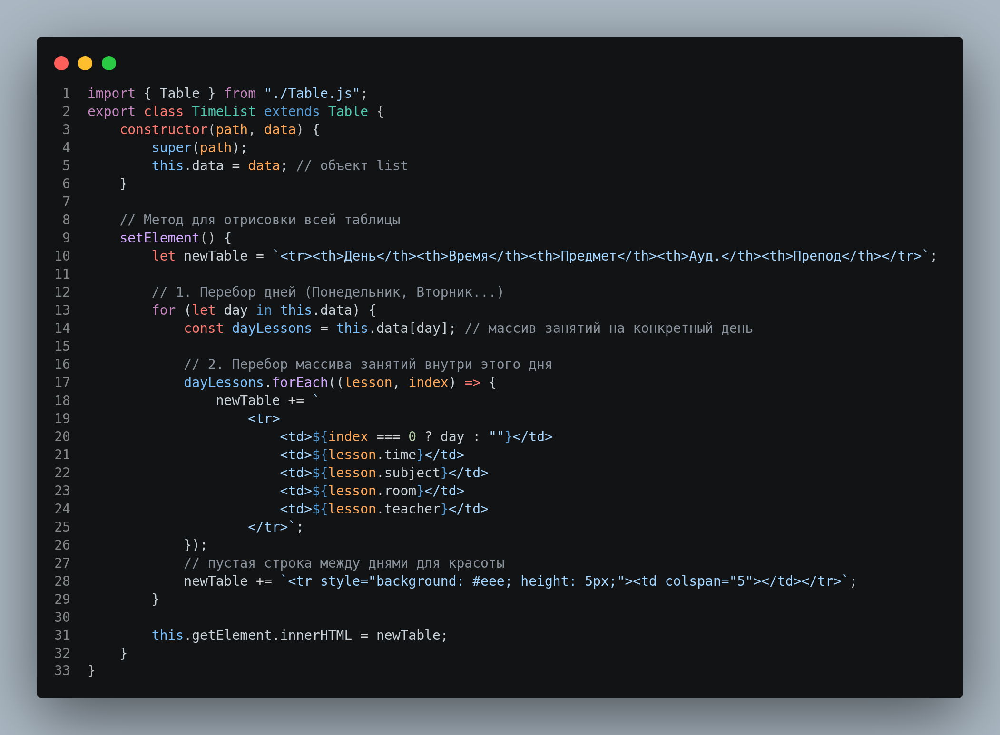 1 import { Table } from "./Table.js";
2 export class TimeList extends Table {
3     constructor(path, data) {
4         super(path);
5         this.data = data; // объект list
6     }
7
8     // Метод для отрисовки всей таблицы
9     setElement() {
10         let newTable = `<tr><th>День</th><th>Время</th><th>Предмет</th><th>Ауд.</th><th>Препод</th></tr>`;
11
12         // 1. Перебор дней (Понедельник, Вторник...)
13         for (let day in this.data) {
14             const dayLessons = this.data[day]; // массив занятий на конкретный день
15
16             // 2. Перебор массива занятий внутри этого дня
17             dayLessons.forEach((lesson, index) => {
18                 newTable += `
19                     <tr>
20                         <td>${index === 0 ? day : ""}</td>
21                         <td>${lesson.time}</td>
22                         <td>${lesson.subject}</td>
23                         <td>${lesson.room}</td>
24                         <td>${lesson.teacher}</td>
25                     </tr>`;
26             });
27             // пустая строка между днями для красоты
28             newTable += `<tr style="background: #eee; height: 5px;"><td colspan="5"></td></tr>`;
29         }
30
31         this.getElement.innerHTML = newTable;
32     }
33 }